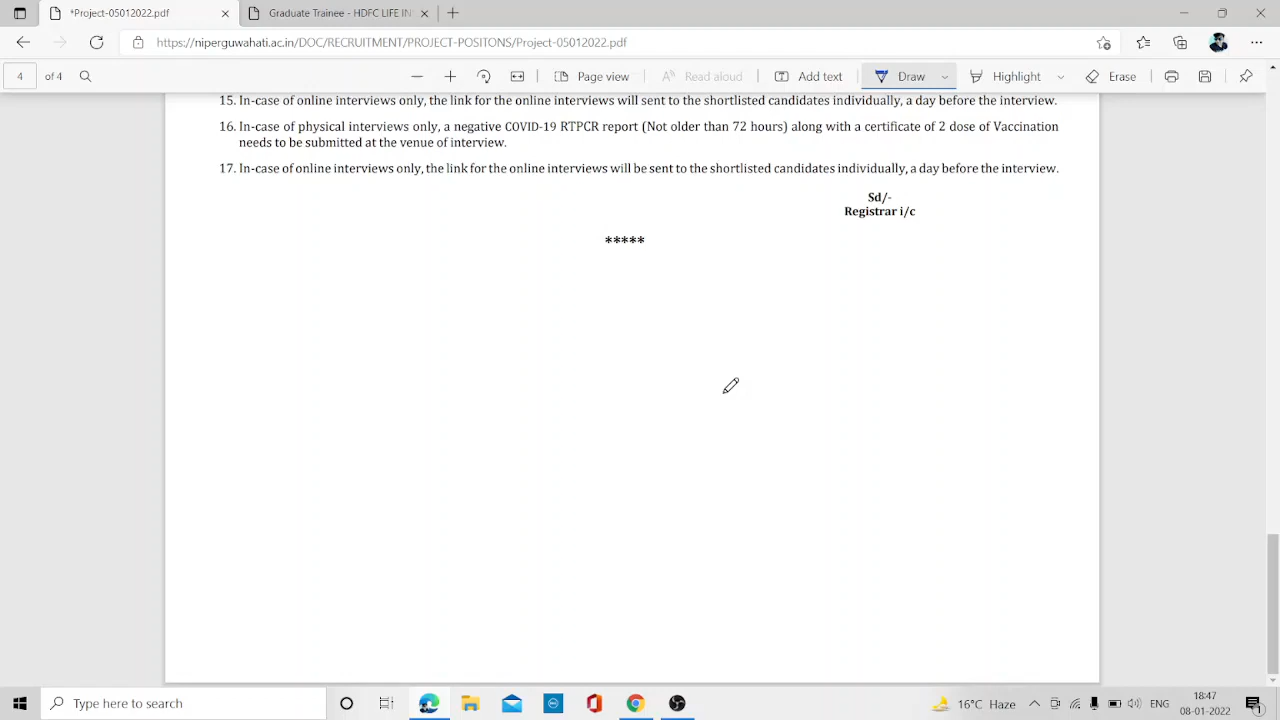 *Project-05012022.pdf
Graduate Trainee - HDFC LIFE IN
https://niperguwahati.ac.in/DOC/RECRUITMENT/PROJECT-POSITONS/Project-05012022.pdf
4 of 4 Page view Read aloud Add text Draw Highlight Erase
15. In-case of online interviews only, the link for the online interviews will sent to the shortlisted candidates individually, a day before the interview.
16. In-case of physical interviews only, a negative COVID-19 RTPCR report (Not older than 72 hours) along with a certificate of 2 dose of Vaccination
needs to be submitted at the venue of interview.
17. In-case of online interviews only, the link for the online interviews will be sent to the shortlisted candidates individually, a day before the interview.
Sd/-
Registrar i/c
*****
Type here to search
16°C Haze
ENG
18:47
08-01-2022
1